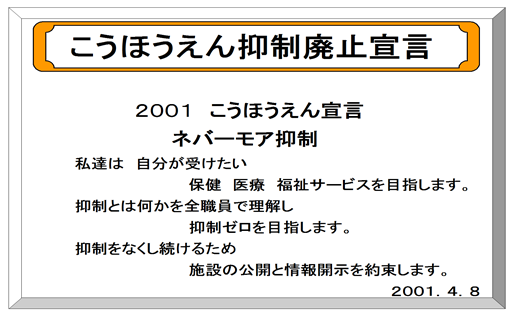 こうほうえん抑制廃止宣言
2001　こうほうえん宣言
ネバーモア抑制
私達は　自分が受けたい
保健　医療　福祉サービスを目指します。
抑制とは何かを全職員で理解し
抑制ゼロを目指します。
抑制をなくし続けるため
施設の公開と情報開示を約束します。
2001．4．8